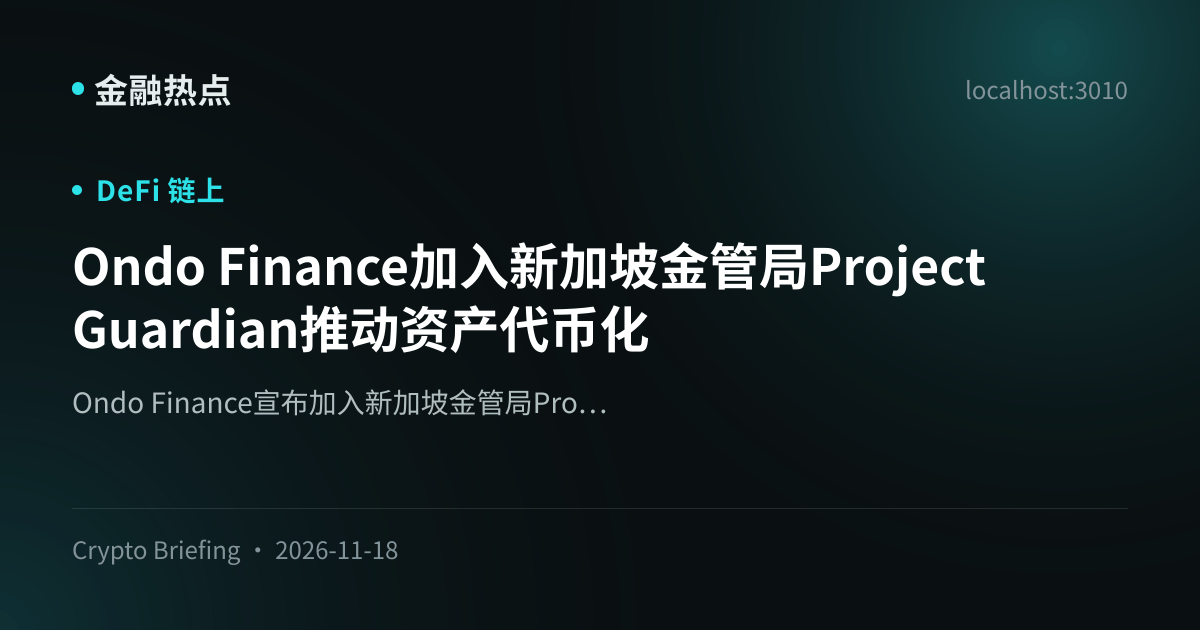 金融热点
localhost:3010
DeFi 链上
Ondo Finance加入新加坡金管局Project
Guardian推动资产代币化
Ondo Finance宣布加入新加坡金管局Pro…
Crypto Briefing · 2026-11-18